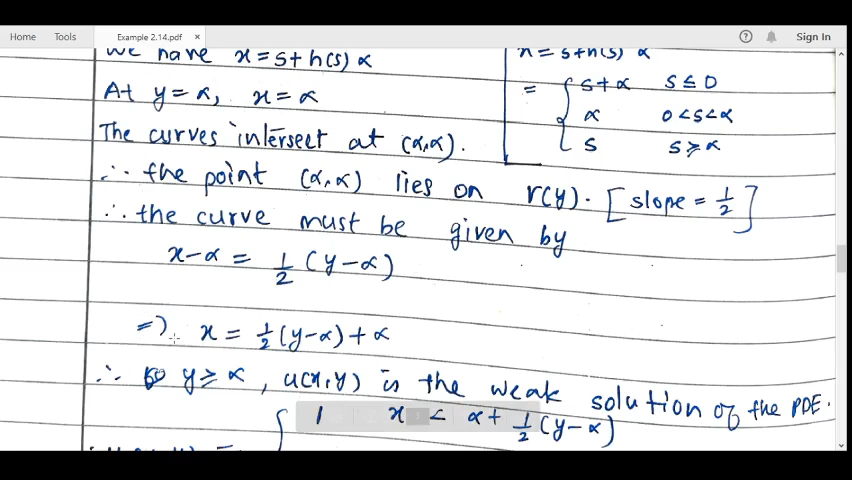 Home Tools Example 2.14.pdf × Sign In
We have x = s + h(s) α
At y = α, x = α
The curves intersect at (α,α).
x = s+h(s) α
= { s+α s ≤ 0
α 0 < s < α
s s ≥ α
∴ the point (α,α) lies on r(y). [slope = 1/2]
∴ the curve must be given by
x − α = 1/2 (y − α)
⇒ x = 1/2 (y−α) + α
∴ y ≥ α, u(x,y) is the weak solution of the PDE.
{ 1 x < α + 1/2 (y−α)